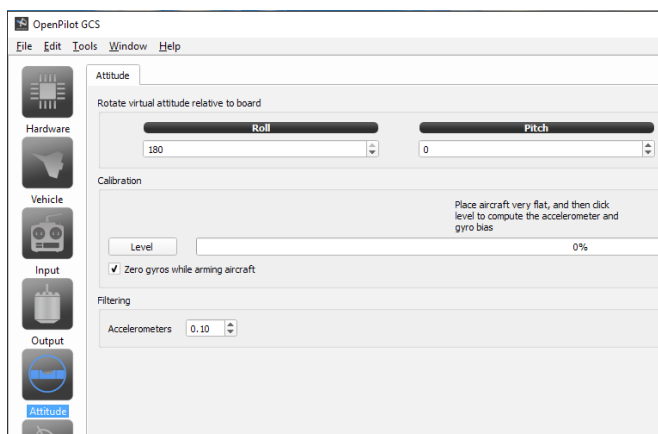 OpenPilot GCS
File Edit Tools Window Help
Attitude
Rotate virtual attitude relative to board
Hardware
Roll
Pitch
180
0
Vehicle
Calibration
Place aircraft very flat, and then click
level to compute the accelerometer and
gyro bias
Level
0%
Input
Zero gyros while arming aircraft
Filtering
Accelerometers 0.10
Output
Attitude